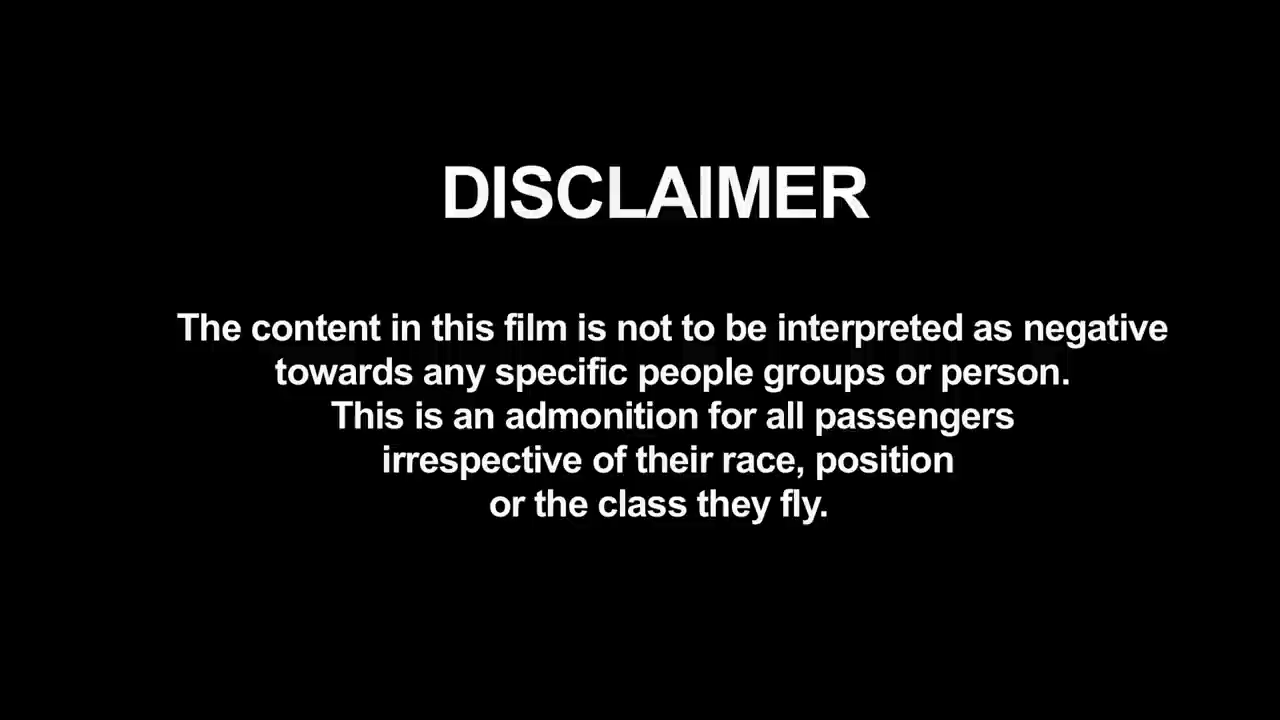 DISCLAIMER
The content in this film is not to be interpreted as negative
towards any specific people groups or person.
This is an admonition for all passengers
irrespective of their race, position
or the class they fly.